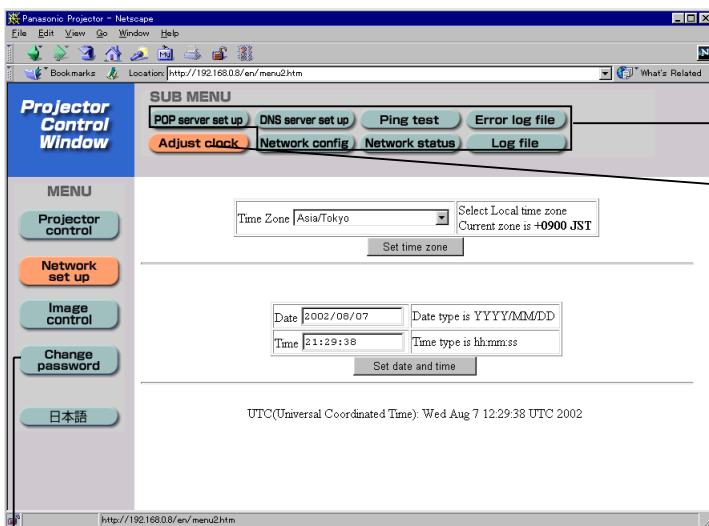 Panasonic Projector - Netscape
File Edit View Go Window Help
Bookmarks Location: http://192.168.0.8/en/menu2.htm What's Related
Projector
Control
Window
SUB MENU
POP server set up DNS server set up Ping test Error log file
Adjust clock Network config Network status Log file
MENU
Projector
control
Network
set up
Image
control
Change
password
日本語
Time Zone Asia/Tokyo Select Local time zone
Current zone is +0900 JST
Set time zone
Date 2002/08/07 Date type is YYYY/MM/DD
Time 21:29:38 Time type is hh:mm:ss
Set date and time
UTC(Universal Coordinated Time): Wed Aug 7 12:29:38 UTC 2002
http://192.168.0.8/en/menu2.htm